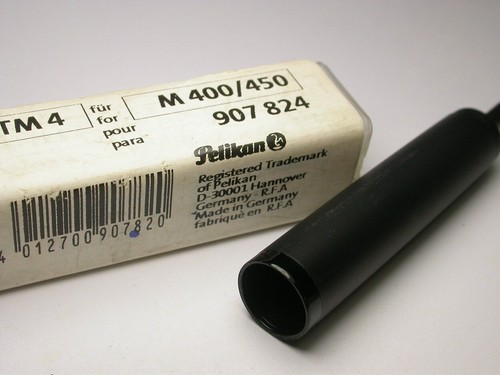 TM 4
für
for
pour
para
M 400/450
907 824
Pelikan
Registered Trademark
of Pelikan
D-30001 Hannover
Germany - R.F.A
Made in Germany
fabriqué en R.F.A
4 012700 907820